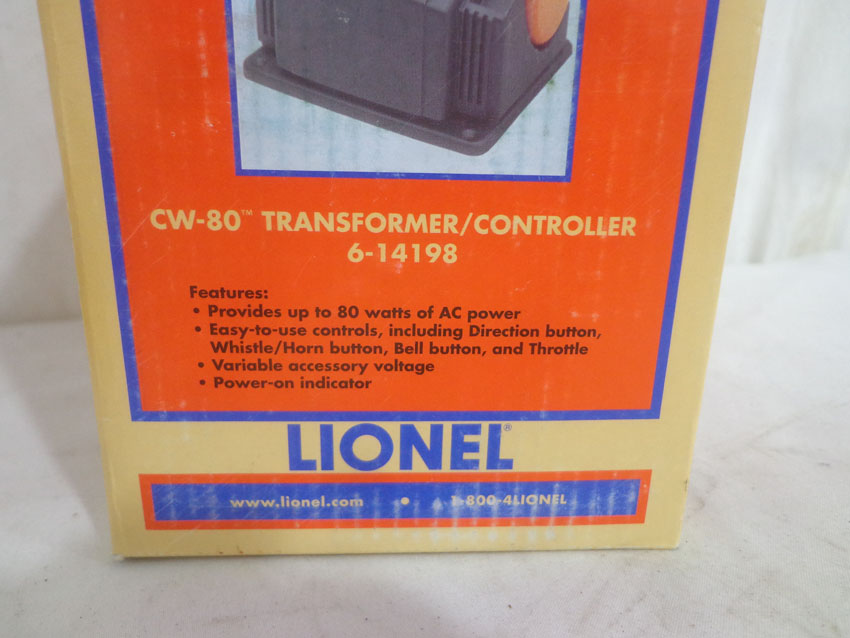 CW-80™ TRANSFORMER/CONTROLLER
6-14198
Features:
• Provides up to 80 watts of AC power
• Easy-to-use controls, including Direction button,
Whistle/Horn button, Bell button, and Throttle
• Variable accessory voltage
• Power-on indicator
LIONEL®
www.lionel.com • 1-800-4LIONEL